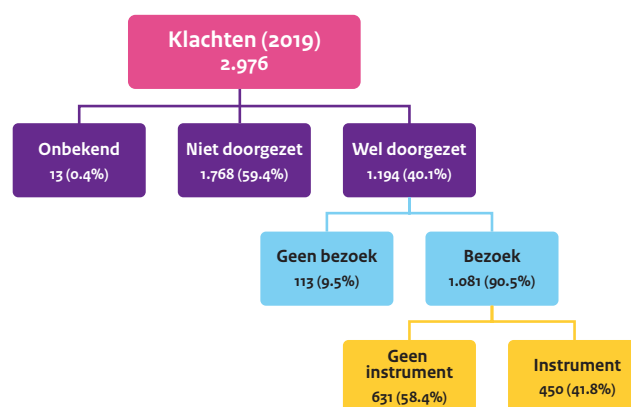 Klachten (2019)
2.976
Onbekend
13 (0.4%)
Niet doorgezet
1.768 (59.4%)
Wel doorgezet
1.194 (40.1%)
Geen bezoek
113 (9.5%)
Bezoek
1.081 (90.5%)
Geen
instrument
631 (58.4%)
Instrument
450 (41.8%)